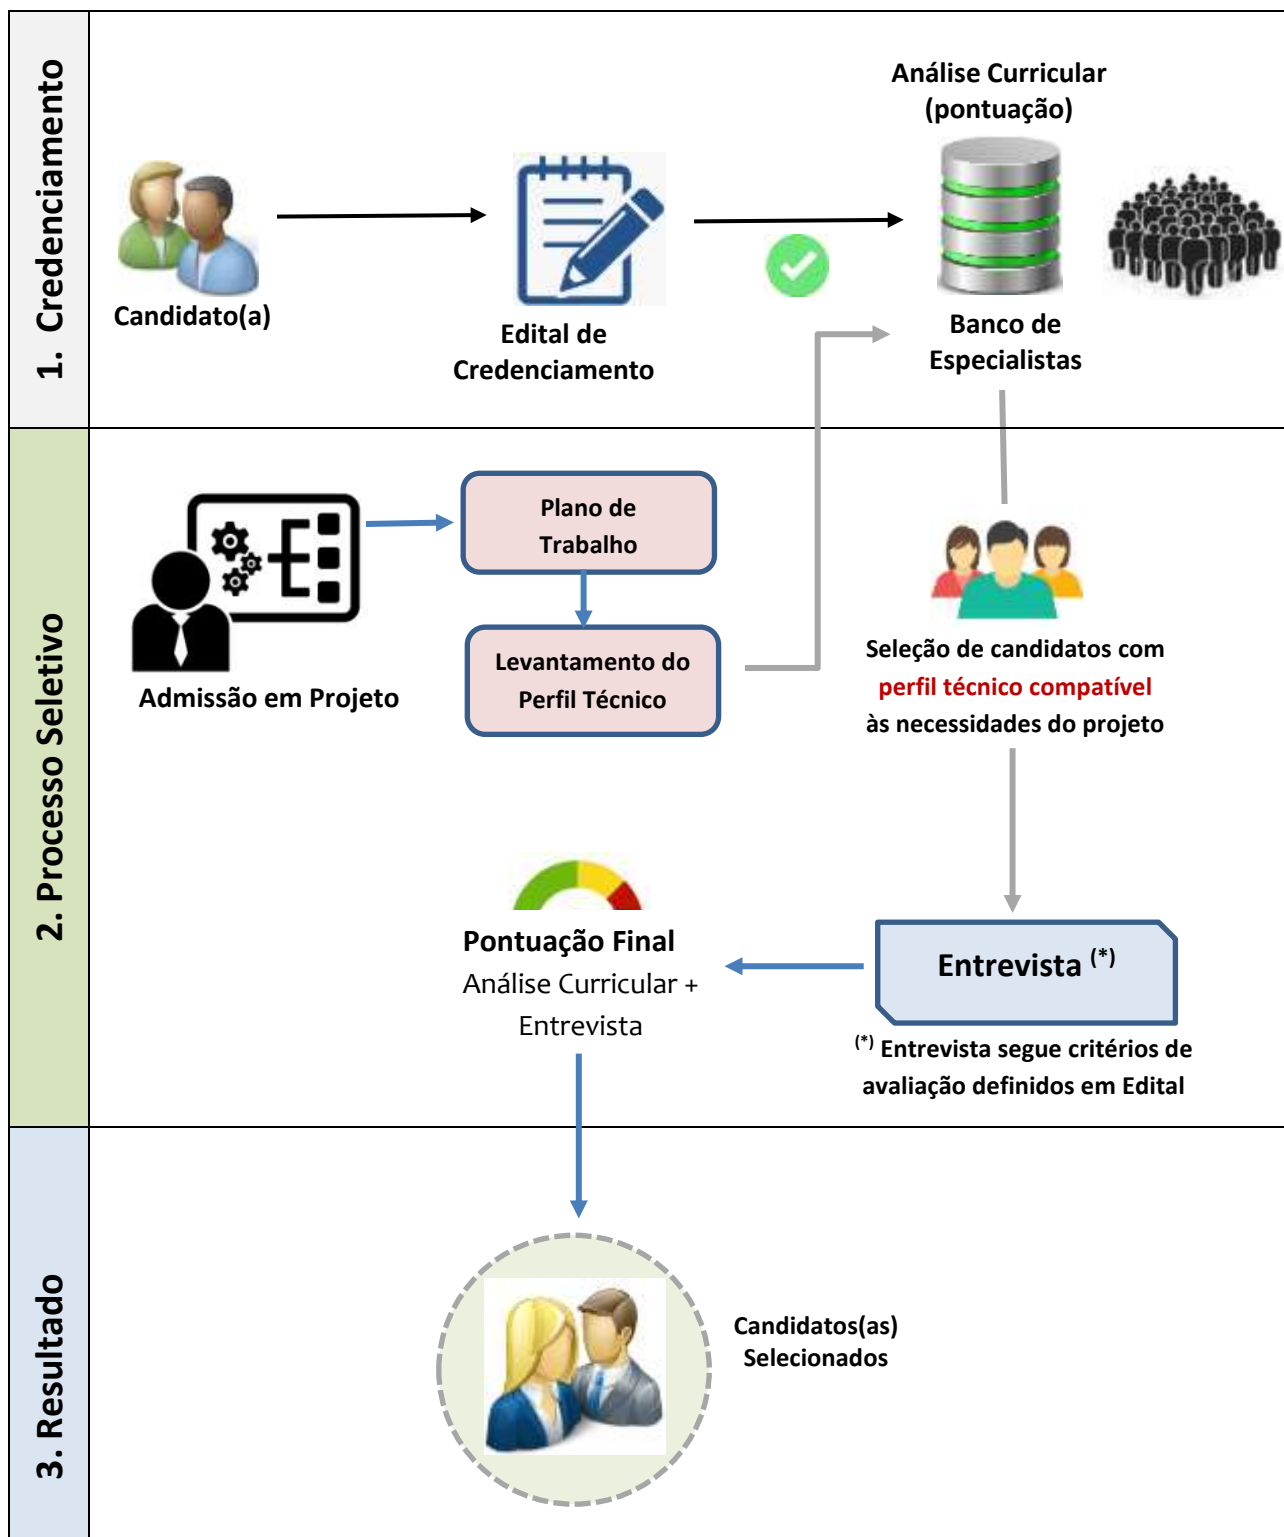 1. Credenciamento
Análise Curricular
(pontuação)
Candidato(a)
Edital de
Credenciamento
Banco de
Especialistas
2. Processo Seletivo
Plano de
Trabalho
Admissão em Projeto
Levantamento do
Perfil Técnico
Seleção de candidatos com
perfil técnico compatível
às necessidades do projeto
Entrevista (*)
(*) Entrevista segue critérios de
avaliação definidos em Edital
Pontuação Final
Análise Curricular +
Entrevista
3. Resultado
Candidatos(as)
Selecionados